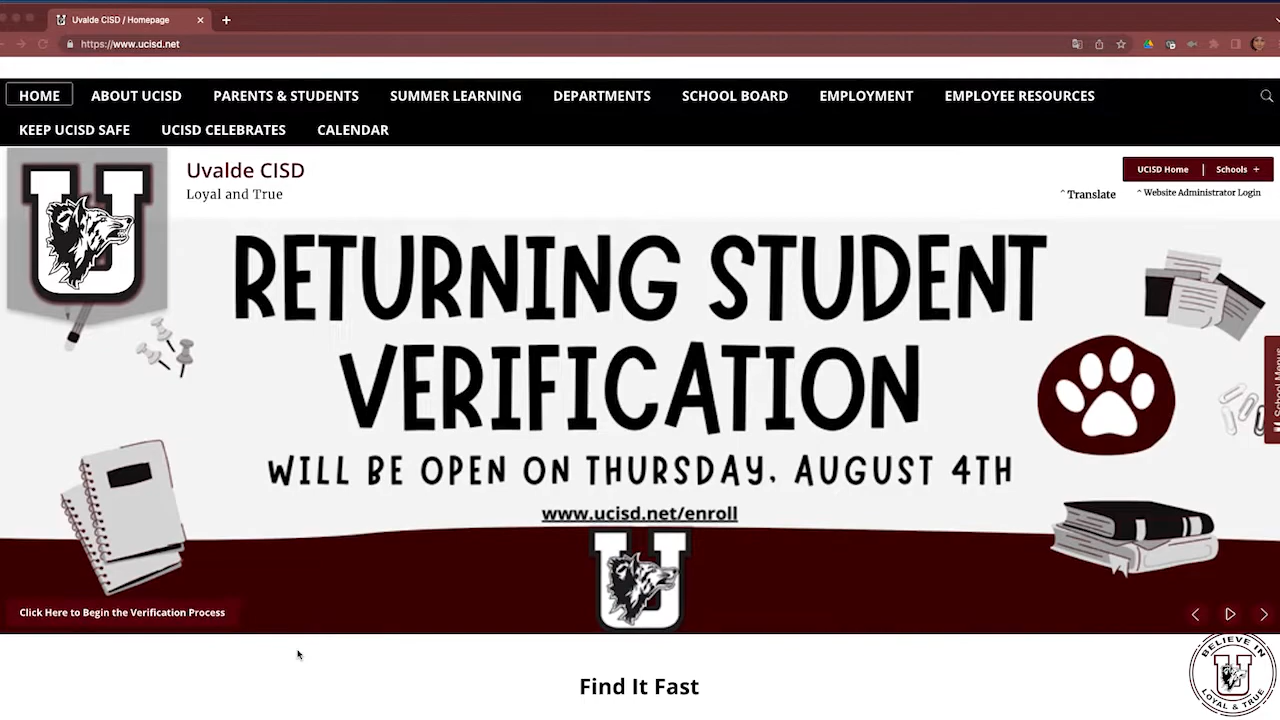 Uvalde CISD / Homepage
https://www.ucisd.net
HOME ABOUT UCISD PARENTS & STUDENTS SUMMER LEARNING DEPARTMENTS SCHOOL BOARD EMPLOYMENT EMPLOYEE RESOURCES
KEEP UCISD SAFE UCISD CELEBRATES CALENDAR
Uvalde CISD
Loyal and True
UCISD Home | Schools +
^ Translate ^ Website Administrator Login
U
RETURNING STUDENT
VERIFICATION
WILL BE OPEN ON THURSDAY, AUGUST 4TH
www.ucisd.net/enroll
School Menus
U
Click Here to Begin the Verification Process
Find It Fast
BELIEVE IN
U
LOYAL & TRUE